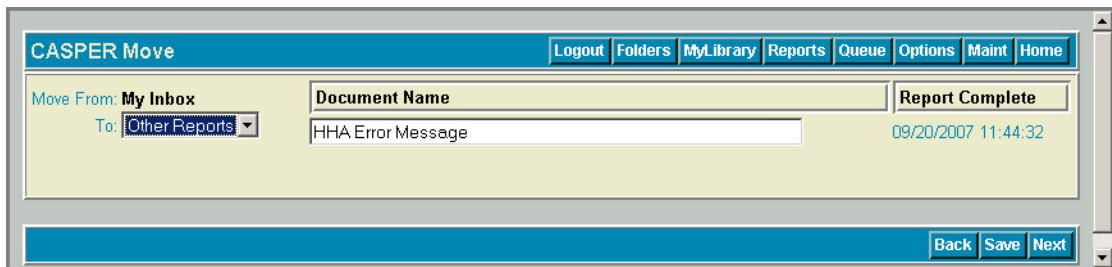 CASPER Move Logout Folders MyLibrary Reports Queue Options Maint Home
Move From: My Inbox Document Name Report Complete
To: Other Reports HHA Error Message 09/20/2007 11:44:32
Back Save Next